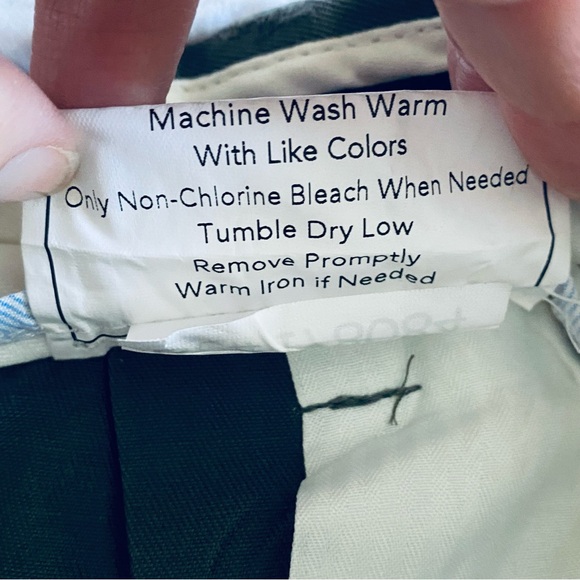 Machine Wash Warm
With Like Colors
Only Non-Chlorine Bleach When Needed
Tumble Dry Low
Remove Promptly
Warm Iron if Needed